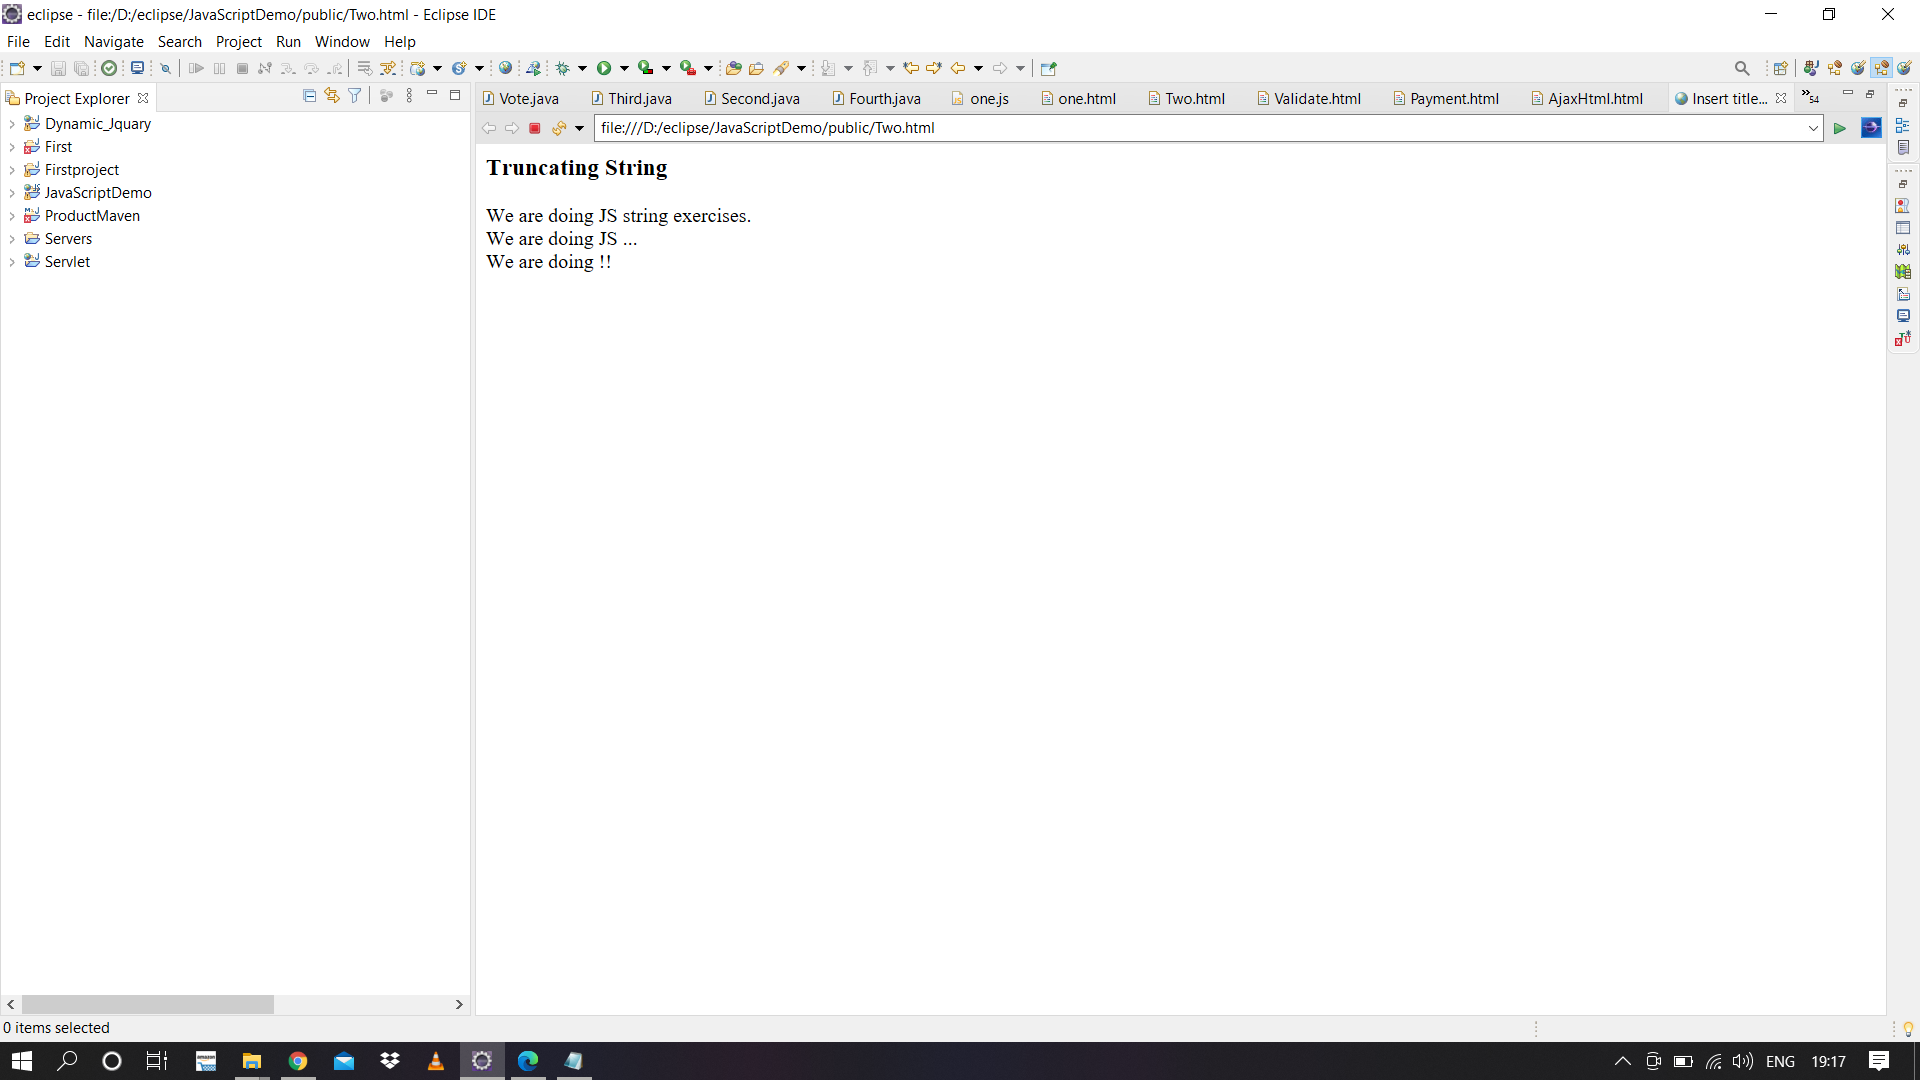 eclipse - file:/D:/eclipse/JavaScriptDemo/public/Two.html - Eclipse IDE
File Edit Navigate Search Project Run Window Help
Project Explorer
Dynamic_Jquary
First
Firstproject
JavaScriptDemo
ProductMaven
Servers
Servlet
Vote.java Third.java Second.java Fourth.java one.js one.html Two.html Validate.html Payment.html AjaxHtml.html Insert title... »54
file:///D:/eclipse/JavaScriptDemo/public/Two.html
Truncating String
We are doing JS string exercises.
We are doing JS ...
We are doing !!
0 items selected
ENG 19:17